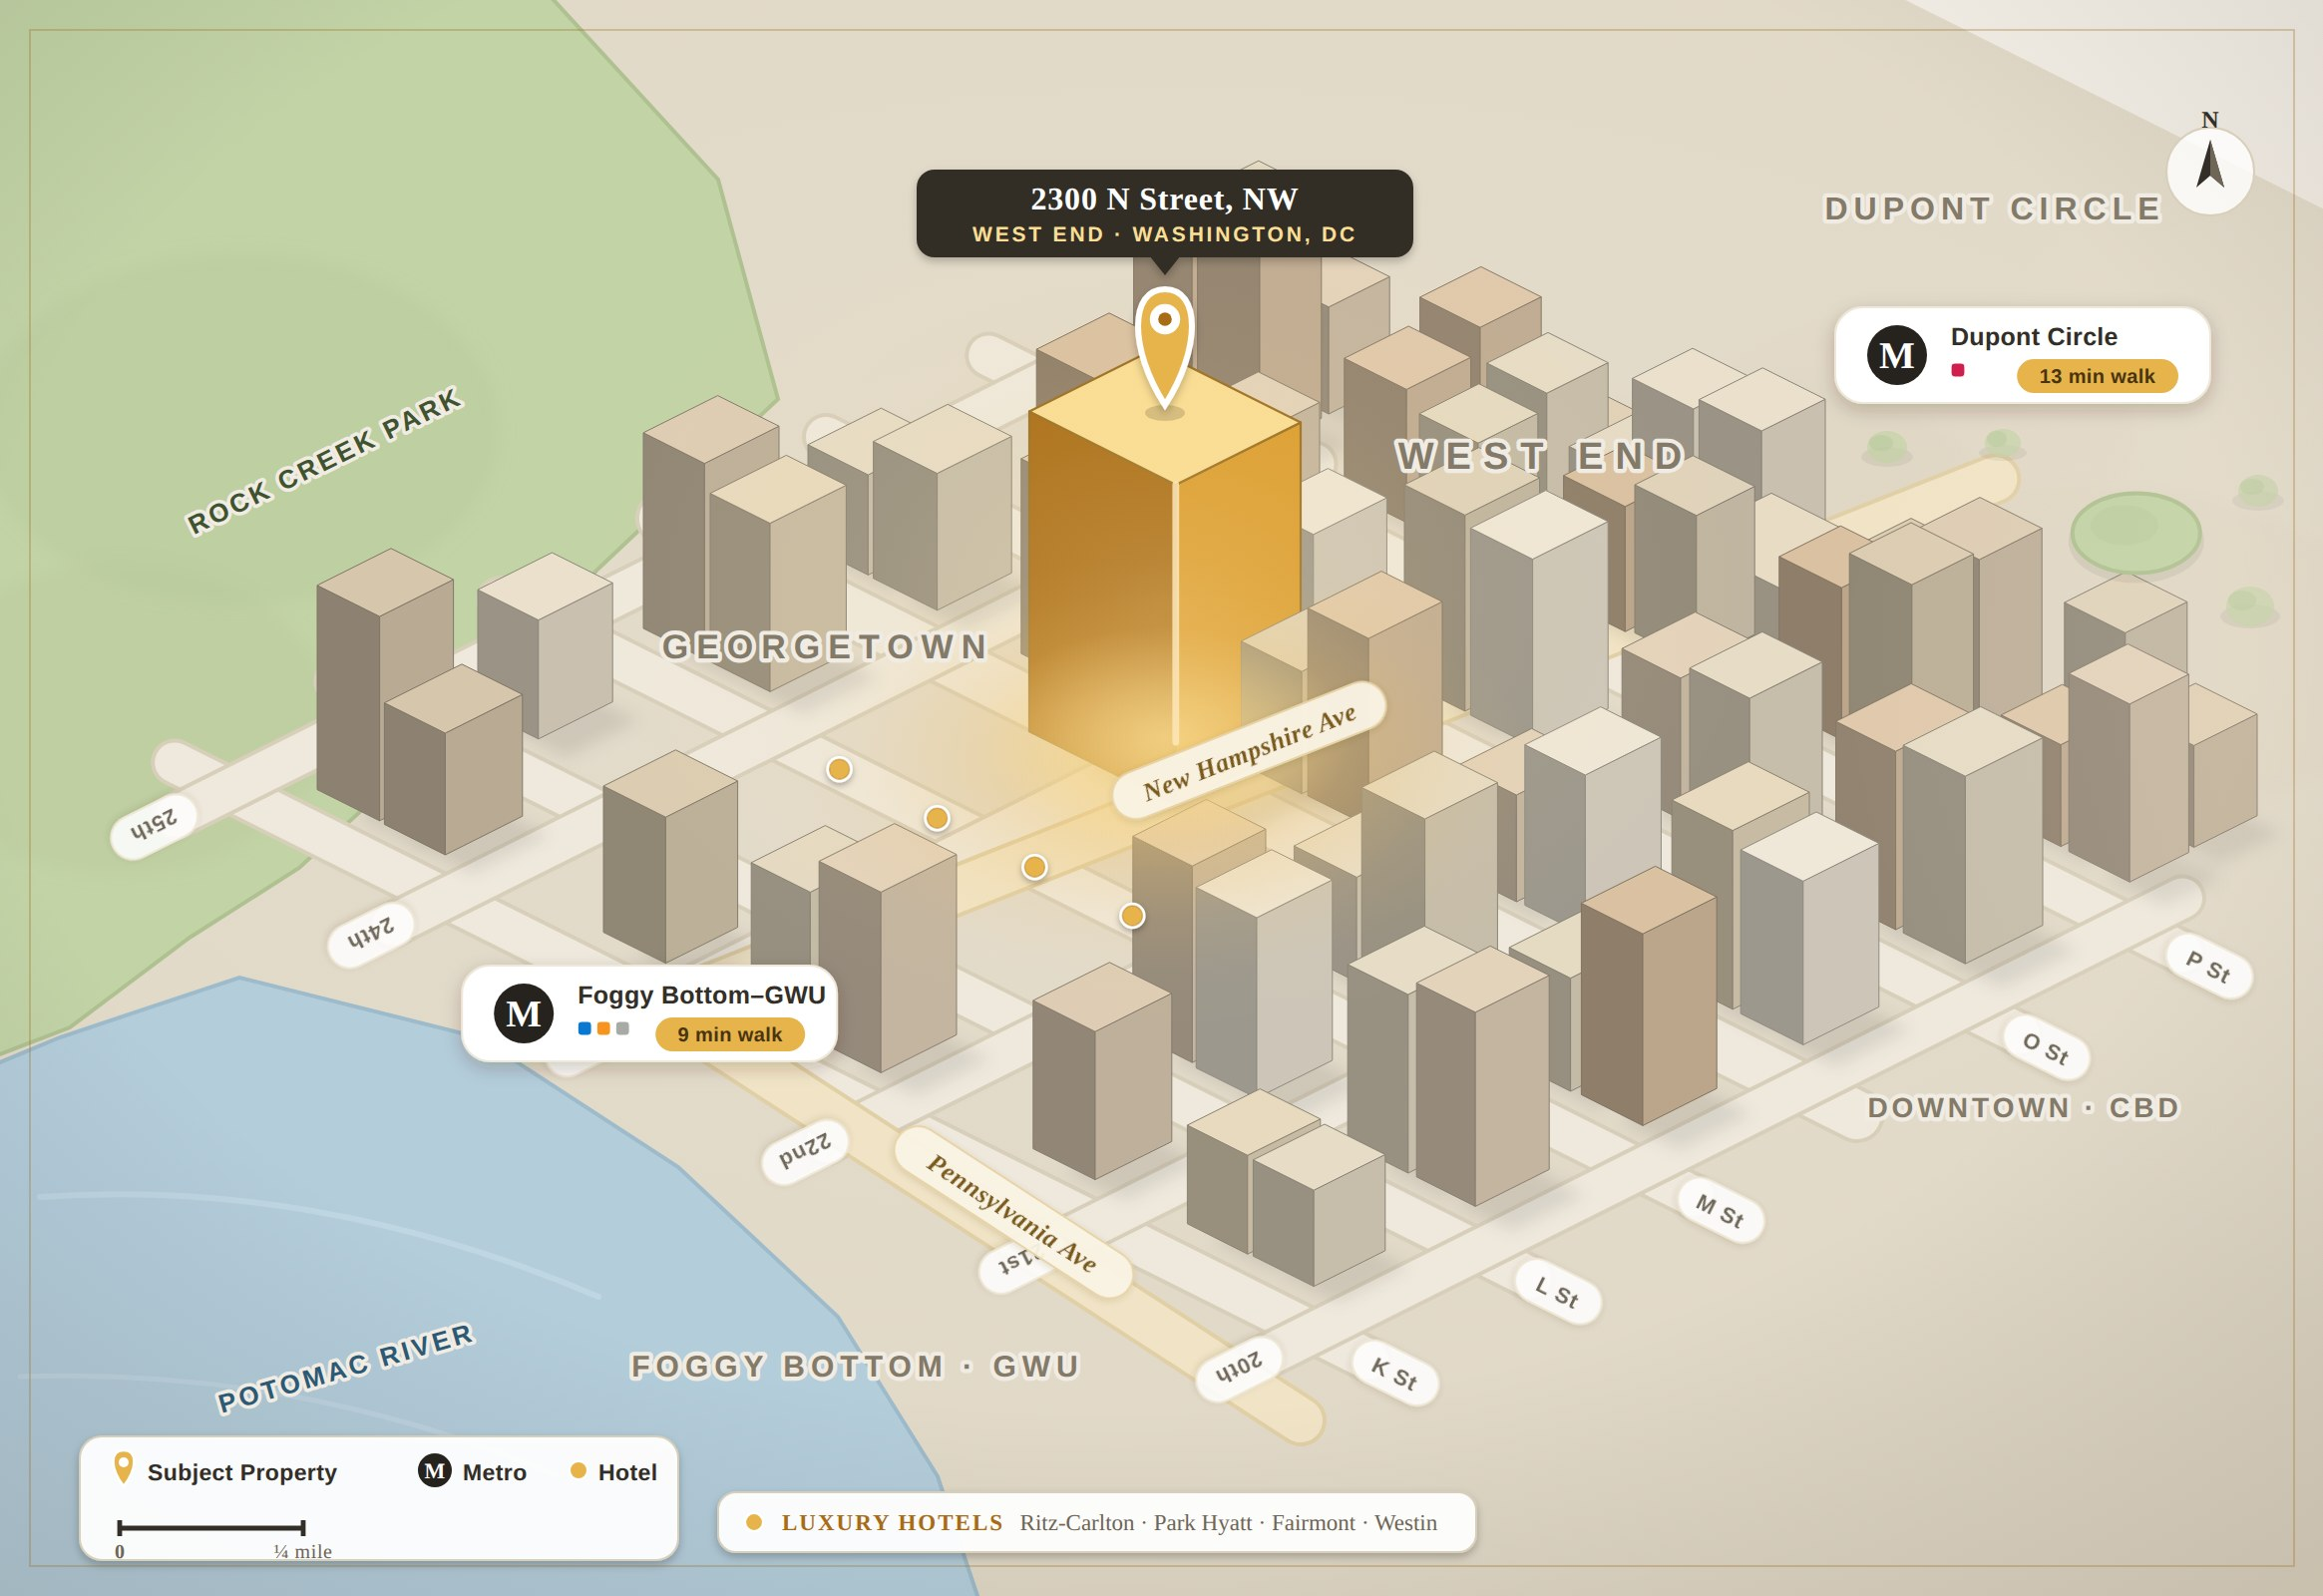 N
2300 N Street, NW
WEST END · WASHINGTON, DC
DUPONT CIRCLE
M
Dupont Circle
13 min walk
ROCK CREEK PARK
WEST END
GEORGETOWN
New Hampshire Ave
25th
24th
M
Foggy Bottom–GWU
9 min walk
P St
O St
DOWNTOWN · CBD
22nd
Pennsylvania Ave
M St
L St
K St
20th
FOGGY BOTTOM · GWU
POTOMAC RIVER
Subject Property
M Metro
Hotel
0 ¼ mile
LUXURY HOTELS Ritz-Carlton · Park Hyatt · Fairmont · Westin